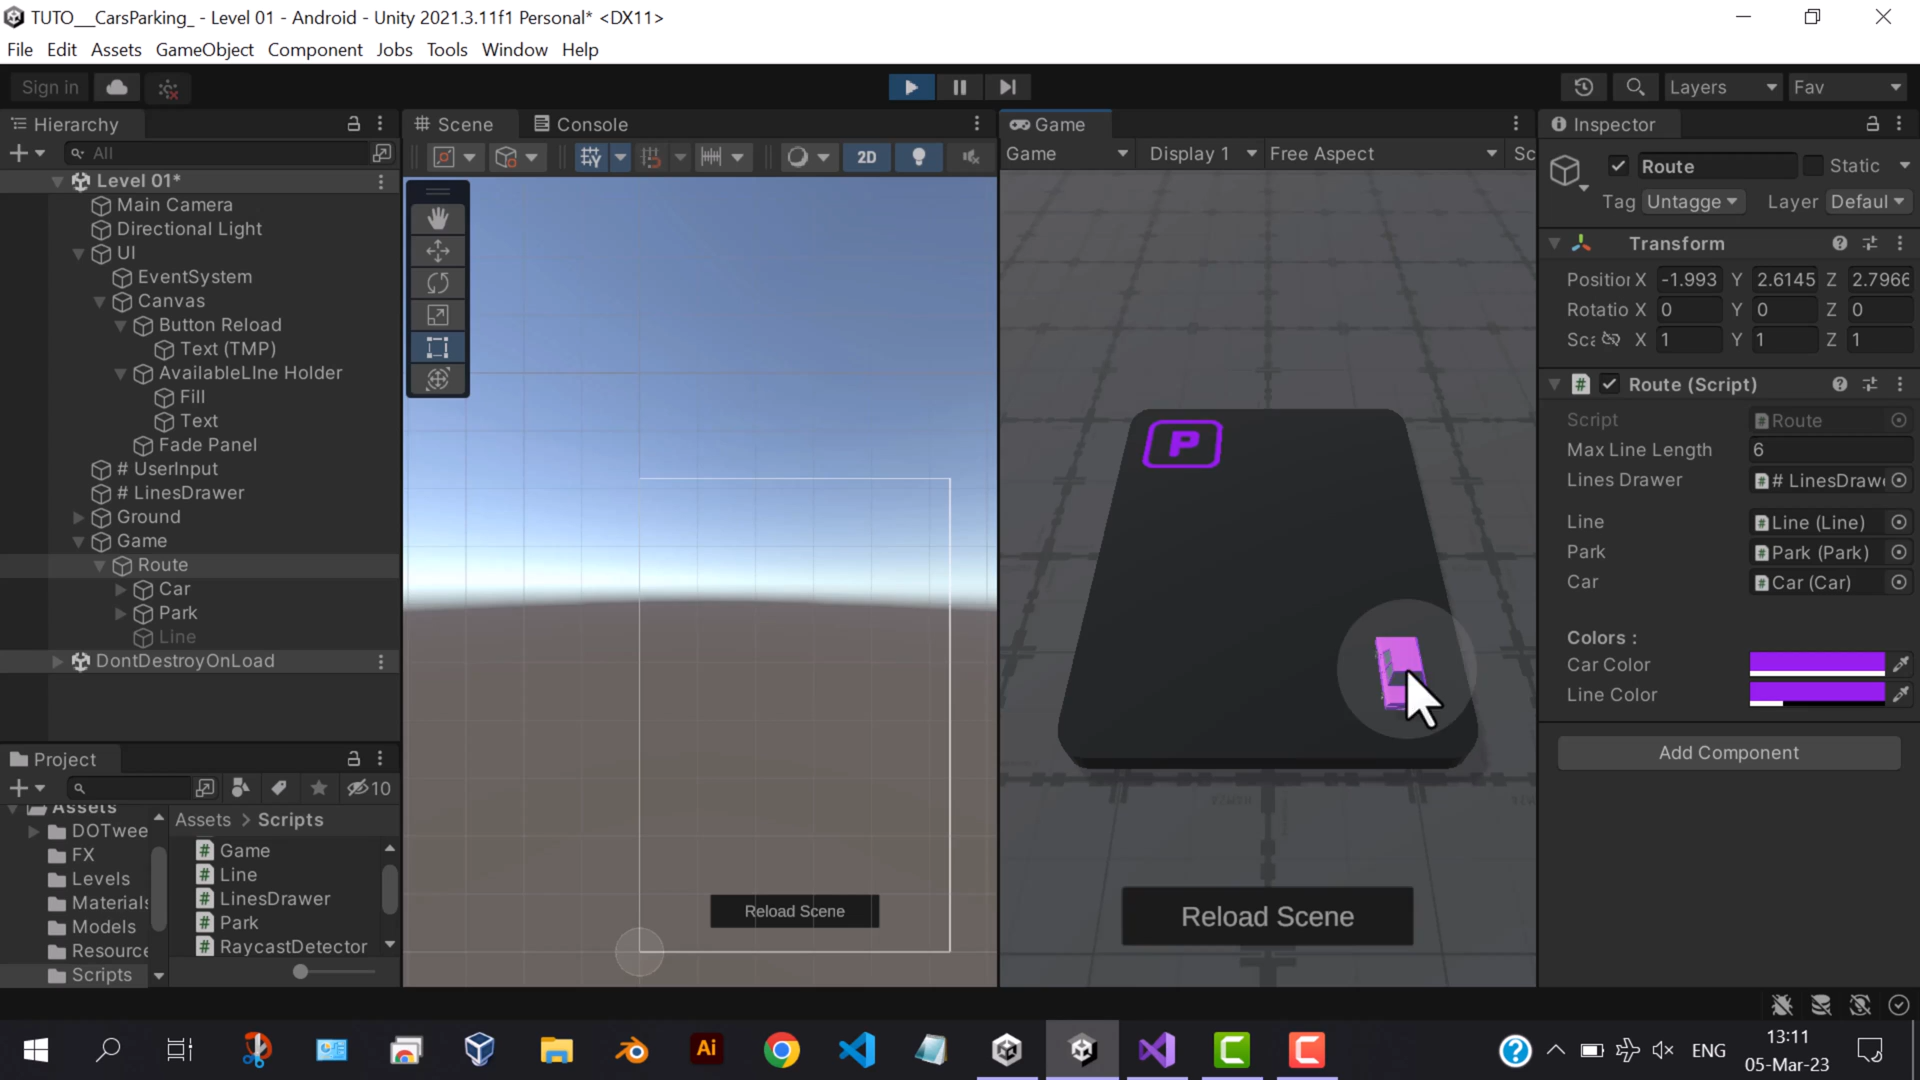 TUTO__CarsParking_ - Level 01 - Android - Unity 2021.3.11f1 Personal* <DX11>
File Edit Assets GameObject Component Jobs Tools Window Help
Sign in
Layers
Fav
Hierarchy
All
Level 01*
Main Camera
Directional Light
UI
EventSystem
Canvas
Button Reload
Text (TMP)
AvailableLIne Holder
Fill
Text
Fade Panel
# UserInput
# LinesDrawer
Ground
Game
Route
Car
Park
Line
DontDestroyOnLoad
Project
10
Assets
DOTwee
FX
Levels
Materials
Models
Resource
Scripts
Assets > Scripts
Game
Line
LinesDrawer
Park
RaycastDetector
Scene
Console
2D
Reload Scene
Game
Game
Display 1
Free Aspect
Sc
P
Reload Scene
Inspector
Route
Static
Tag Untagge
Layer Defaul
Transform
Position X -1.993 Y 2.6145 Z 2.7966
Rotatio X 0 Y 0 Z 0
Sca X 1 Y 1 Z 1
Route (Script)
Script Route
Max Line Length 6
Lines Drawer # LinesDraw
Line Line (Line)
Park Park (Park)
Car Car (Car)
Colors :
Car Color
Line Color
Add Component
Ai
ENG
13:11
05-Mar-23